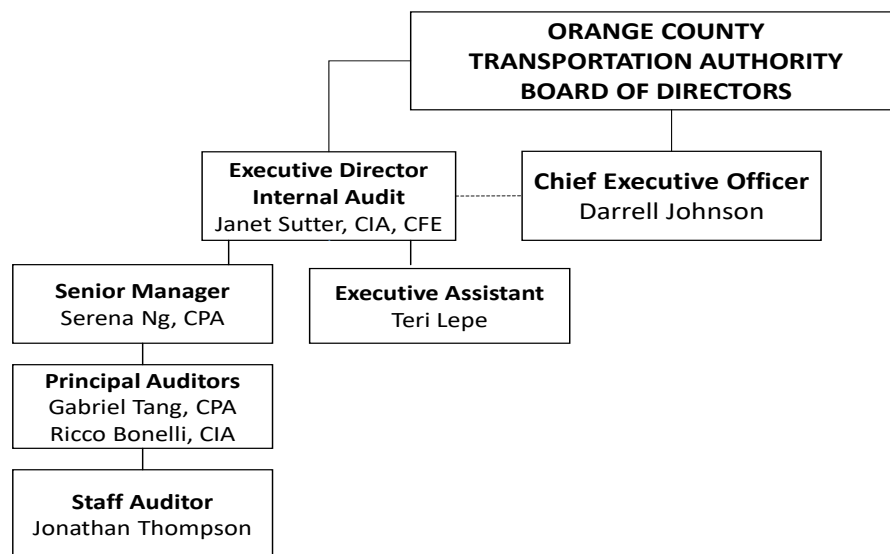 ORANGE COUNTY
TRANSPORTATION AUTHORITY
BOARD OF DIRECTORS
Executive Director
Internal Audit
Janet Sutter, CIA, CFE
Chief Executive Officer
Darrell Johnson
Senior Manager
Serena Ng, CPA
Executive Assistant
Teri Lepe
Principal Auditors
Gabriel Tang, CPA
Ricco Bonelli, CIA
Staff Auditor
Jonathan Thompson